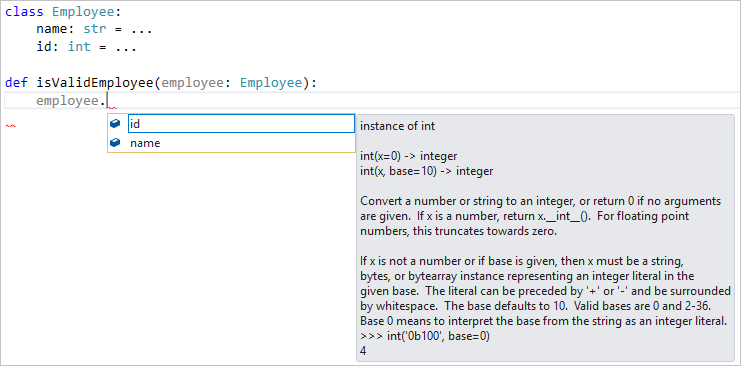 class Employee:
    name: str = ...
    id: int = ...

def isValidEmployee(employee: Employee):
    employee.
id
name
instance of int

int(x=0) -> integer
int(x, base=10) -> integer

Convert a number or string to an integer, or return 0 if no arguments
are given.  If x is a number, return x.__int__().  For floating point
numbers, this truncates towards zero.

If x is not a number or if base is given, then x must be a string,
bytes, or bytearray instance representing an integer literal in the
given base.  The literal can be preceded by '+' or '-' and be surrounded
by whitespace.  The base defaults to 10.  Valid bases are 0 and 2-36.
Base 0 means to interpret the base from the string as an integer literal.
>>> int('0b100', base=0)
4